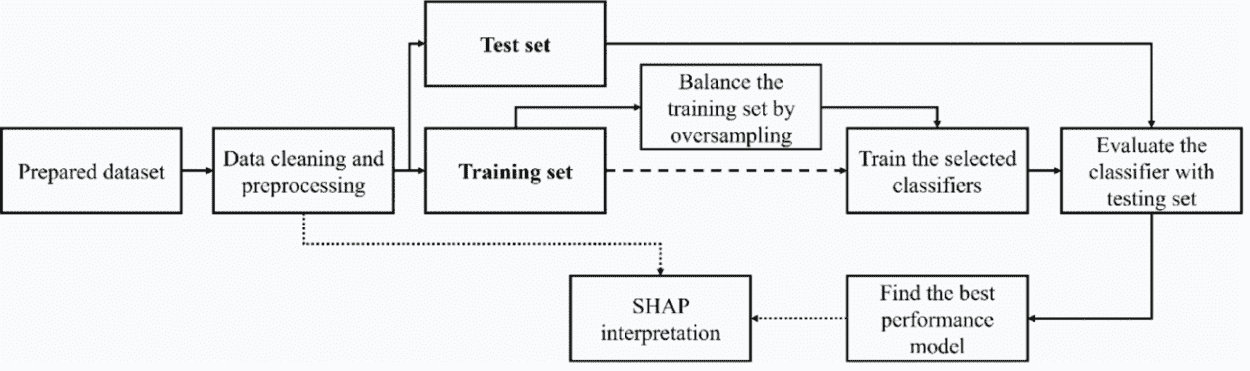 Test set
Balance the
training set by
oversampling
Prepared dataset
Data cleaning and
preprocessing
Training set
Train the selected
classifiers
Evaluate the
classifier with
testing set
SHAP
interpretation
Find the best
performance
model